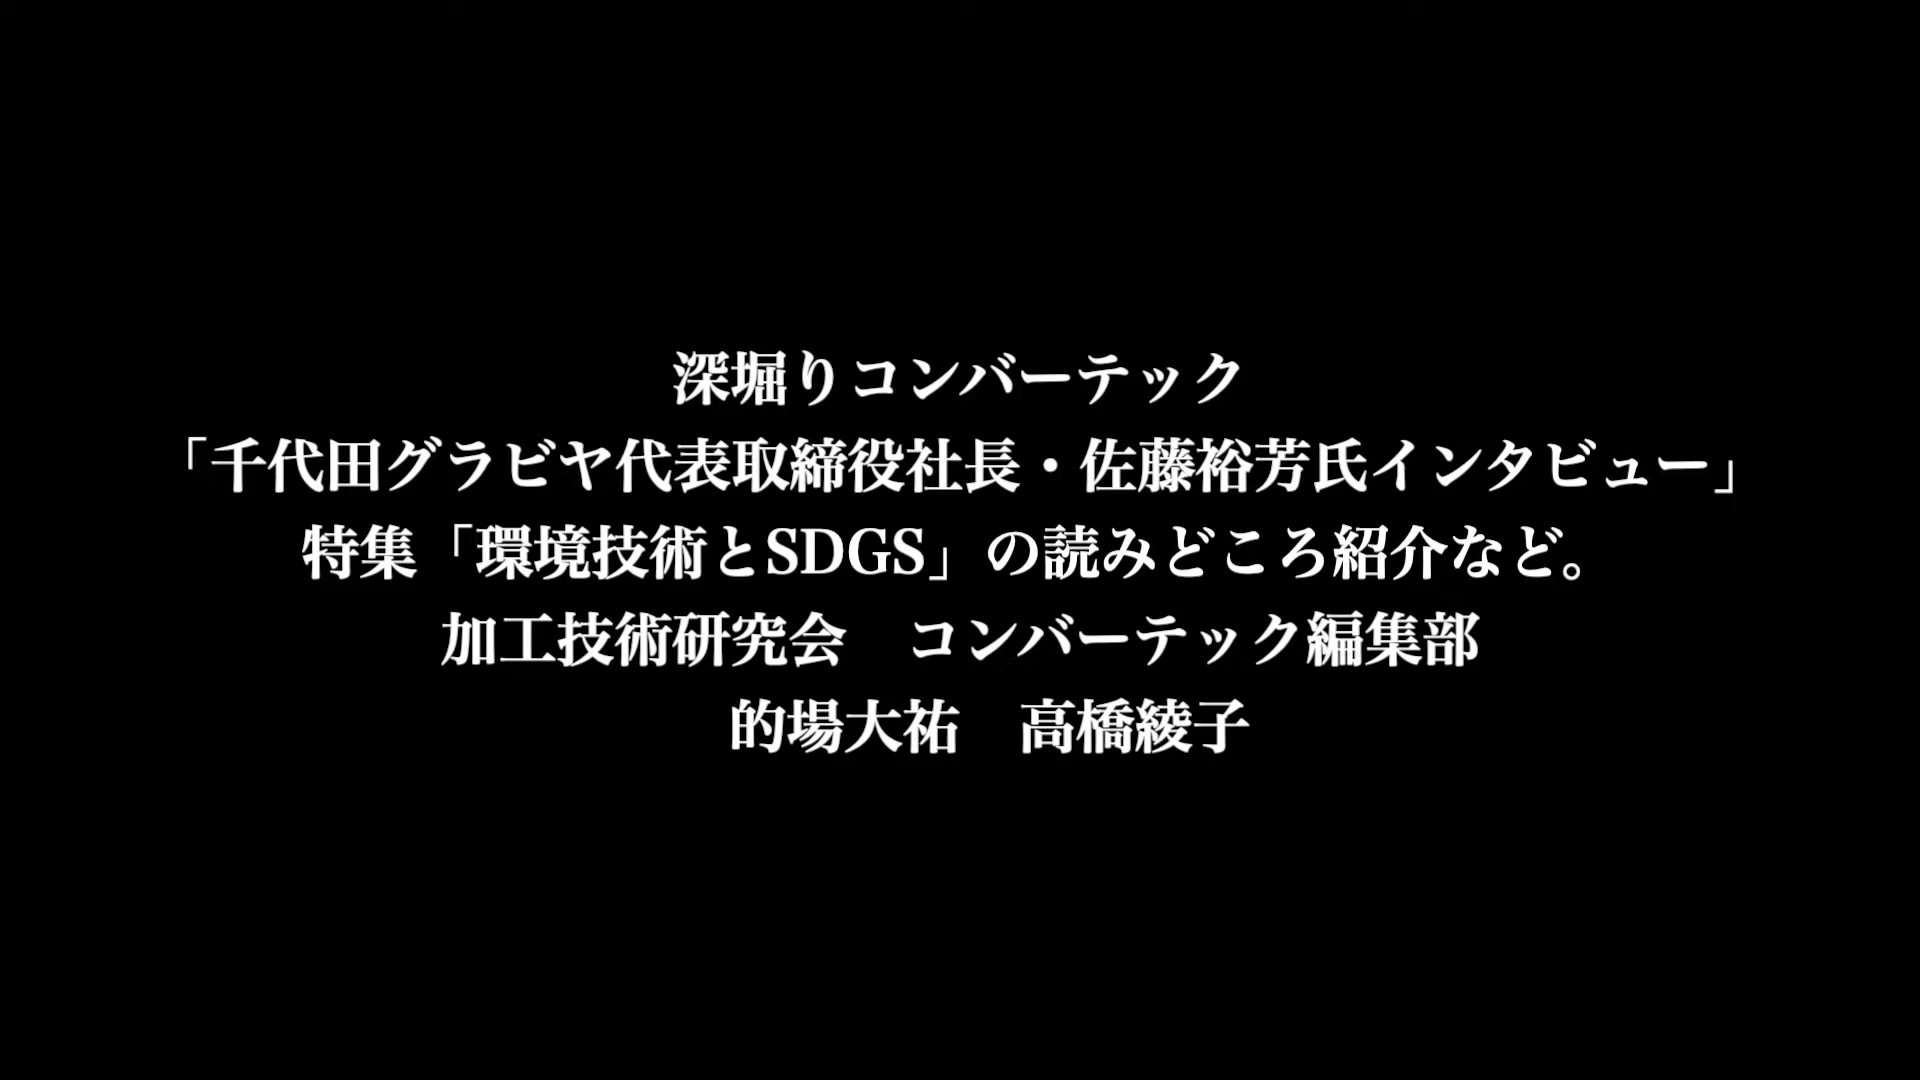 深堀りコンバーテック
「千代田グラビヤ代表取締役社長・佐藤裕芳氏インタビュー」
特集「環境技術とSDGS」の読みどころ紹介など。
加工技術研究会　コンバーテック編集部
的場大祐　高橋綾子